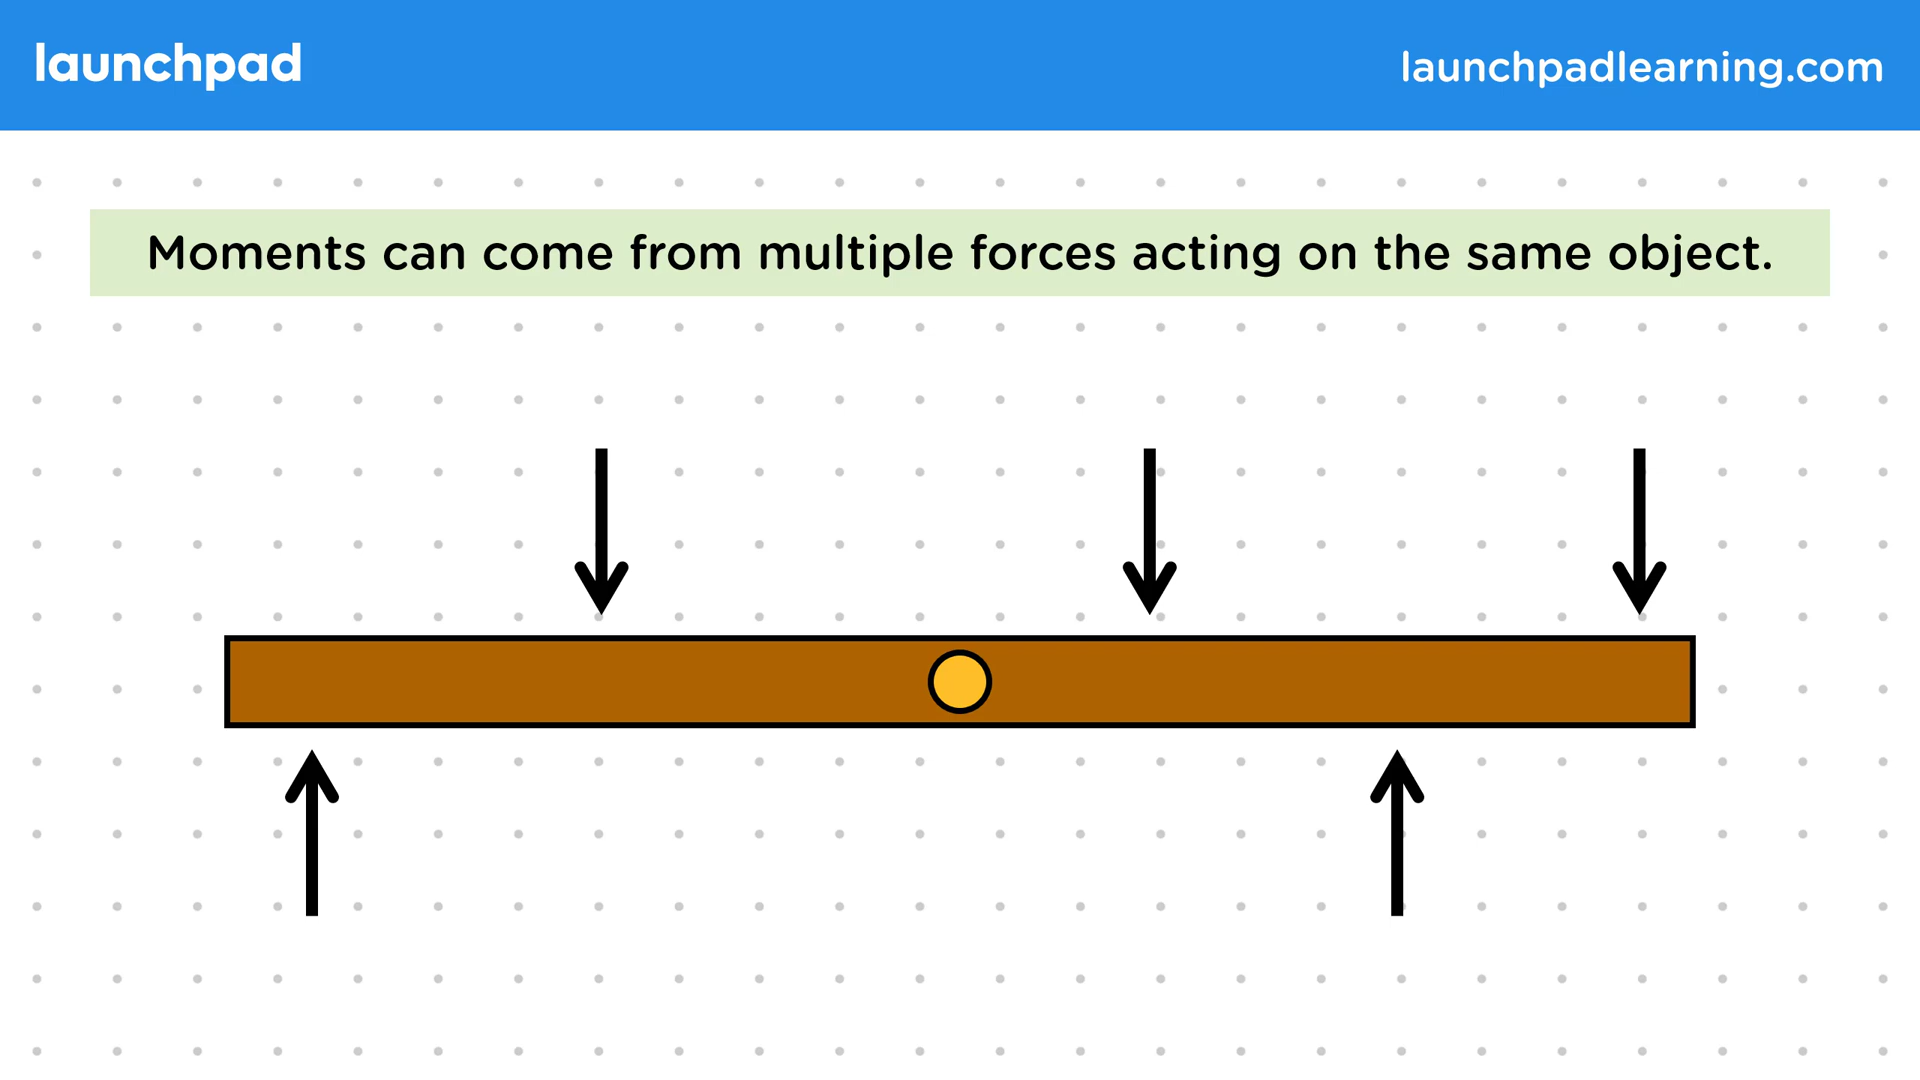 launchpad
launchpadlearning.com
Moments can come from multiple forces acting on the same object.